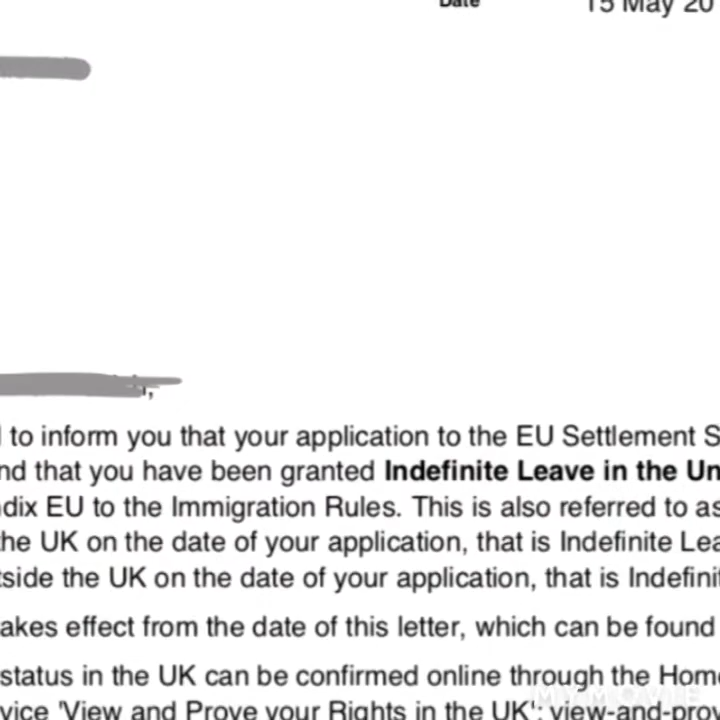 Date 15 May 20
to inform you that your application to the EU Settlement S
nd that you have been granted Indefinite Leave in the Un
dix EU to the Immigration Rules. This is also referred to as
the UK on the date of your application, that is Indefinite Lea
tside the UK on the date of your application, that is Indefinit
akes effect from the date of this letter, which can be found
status in the UK can be confirmed online through the Home
vice 'View and Prove your Rights in the UK': view-and-prov
MY MOVIE